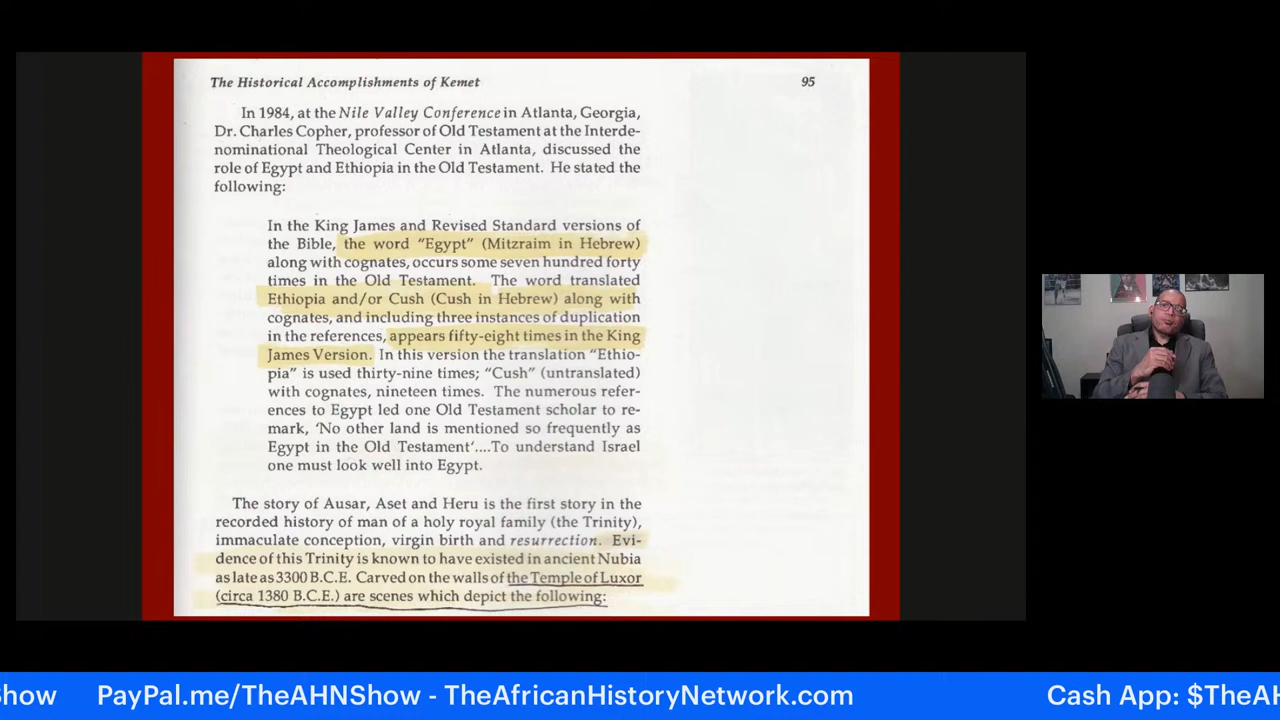 The Historical Accomplishments of Kemet 95
In 1984, at the Nile Valley Conference in Atlanta, Georgia,
Dr. Charles Copher, professor of Old Testament at the Interde-
nominational Theological Center in Atlanta, discussed the
role of Egypt and Ethiopia in the Old Testament. He stated the
following:
In the King James and Revised Standard versions of
the Bible, the word "Egypt" (Mitzraim in Hebrew)
along with cognates, occurs some seven hundred forty
times in the Old Testament. The word translated
Ethiopia and/or Cush (Cush in Hebrew) along with
cognates, and including three instances of duplication
in the references, appears fifty-eight times in the King
James Version. In this version the translation "Ethio-
pia" is used thirty-nine times; "Cush" (untranslated)
with cognates, nineteen times. The numerous refer-
ences to Egypt led one Old Testament scholar to re-
mark, 'No other land is mentioned so frequently as
Egypt in the Old Testament'....To understand Israel
one must look well into Egypt.
The story of Ausar, Aset and Heru is the first story in the
recorded history of man of a holy royal family (the Trinity),
immaculate conception, virgin birth and resurrection. Evi-
dence of this Trinity is known to have existed in ancient Nubia
as late as 3300 B.C.E. Carved on the walls of the Temple of Luxor
(circa 1380 B.C.E.) are scenes which depict the following:
Show PayPal.me/TheAHNShow - TheAfricanHistoryNetwork.com Cash App: $TheAH